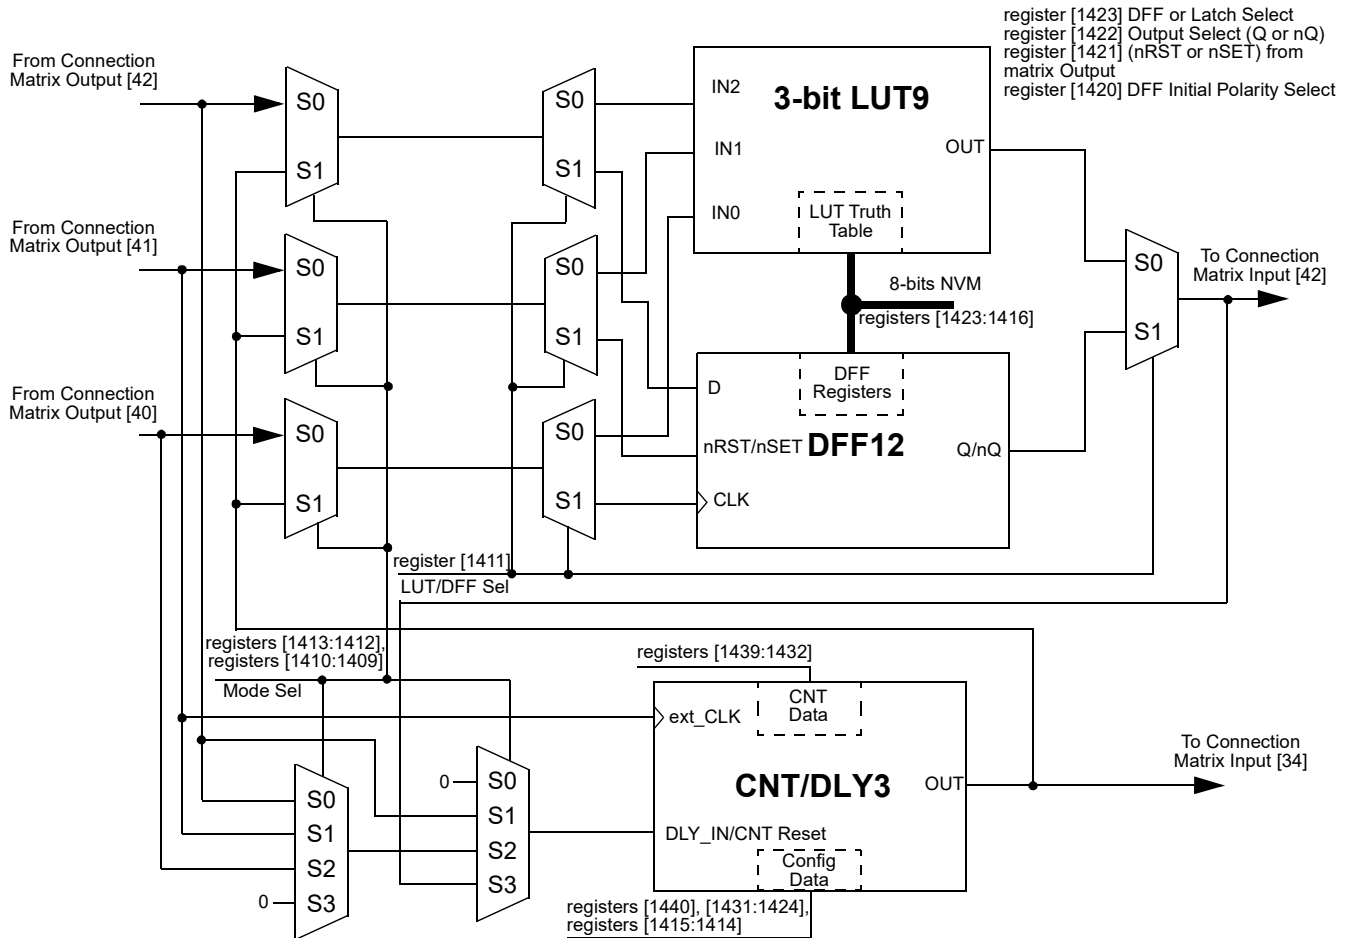 register [1423] DFF or Latch Select
register [1422] Output Select (Q or nQ)
register [1421] (nRST or nSET) from
matrix Output
register [1420] DFF Initial Polarity Select
From Connection
Matrix Output [42]
S0
S1
S0
S1
IN2
3-bit LUT9
IN1
OUT
IN0
LUT Truth
Table
From Connection
Matrix Output [41]
S0
S1
S0
S1
8-bits NVM
registers [1423:1416]
S0
S1
To Connection
Matrix Input [42]
From Connection
Matrix Output [40]
S0
S1
S0
S1
DFF
Registers
D
nRST/nSET
DFF12
Q/nQ
CLK
register [1411]
LUT/DFF Sel
registers [1413:1412],
registers [1410:1409]
Mode Sel
registers [1439:1432]
CNT
Data
ext_CLK
CNT/DLY3
OUT
To Connection
Matrix Input [34]
DLY_IN/CNT Reset
Config
Data
0
S0
S1
S2
S3
S0
S1
S2
0
S3
registers [1440], [1431:1424],
registers [1415:1414]